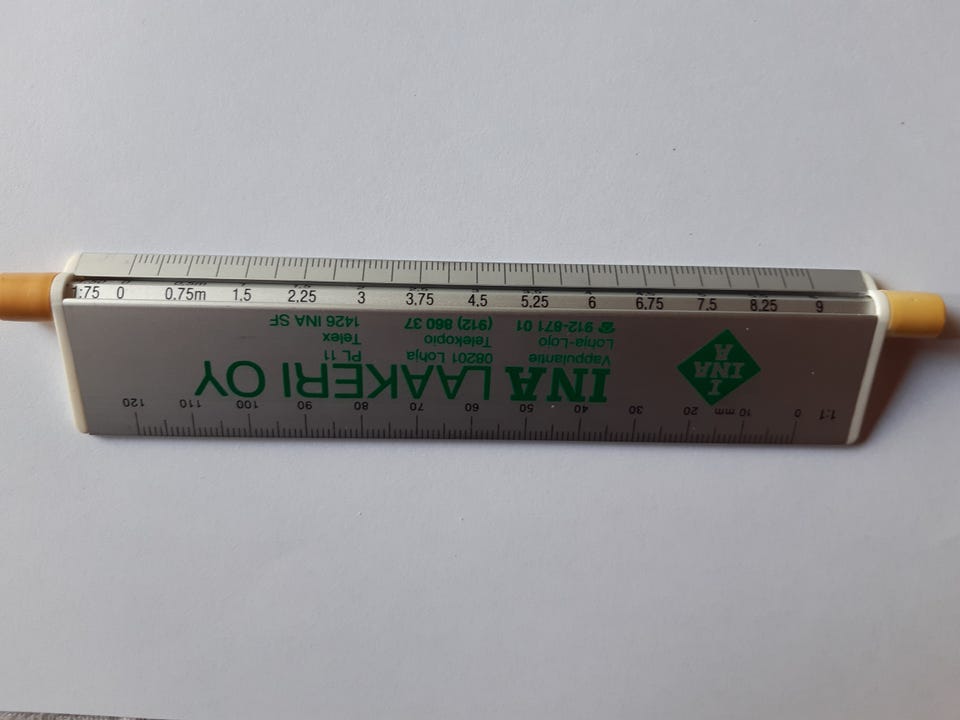 1:75 0 0.75m 1.5 2.25 3 3.75 4.5 5.25 6 6.75 7.5 8.25 9
1:1 0 10 mm 20 30 40 50 60 70 80 90 100 110 120
INA
INA LAAKERI OY
Vappulantie 08201 Lohja PL 11
Lohja-Lojo Telekopio Telex
☎ 912-871 01 (912) 860 37 1426 INA SF